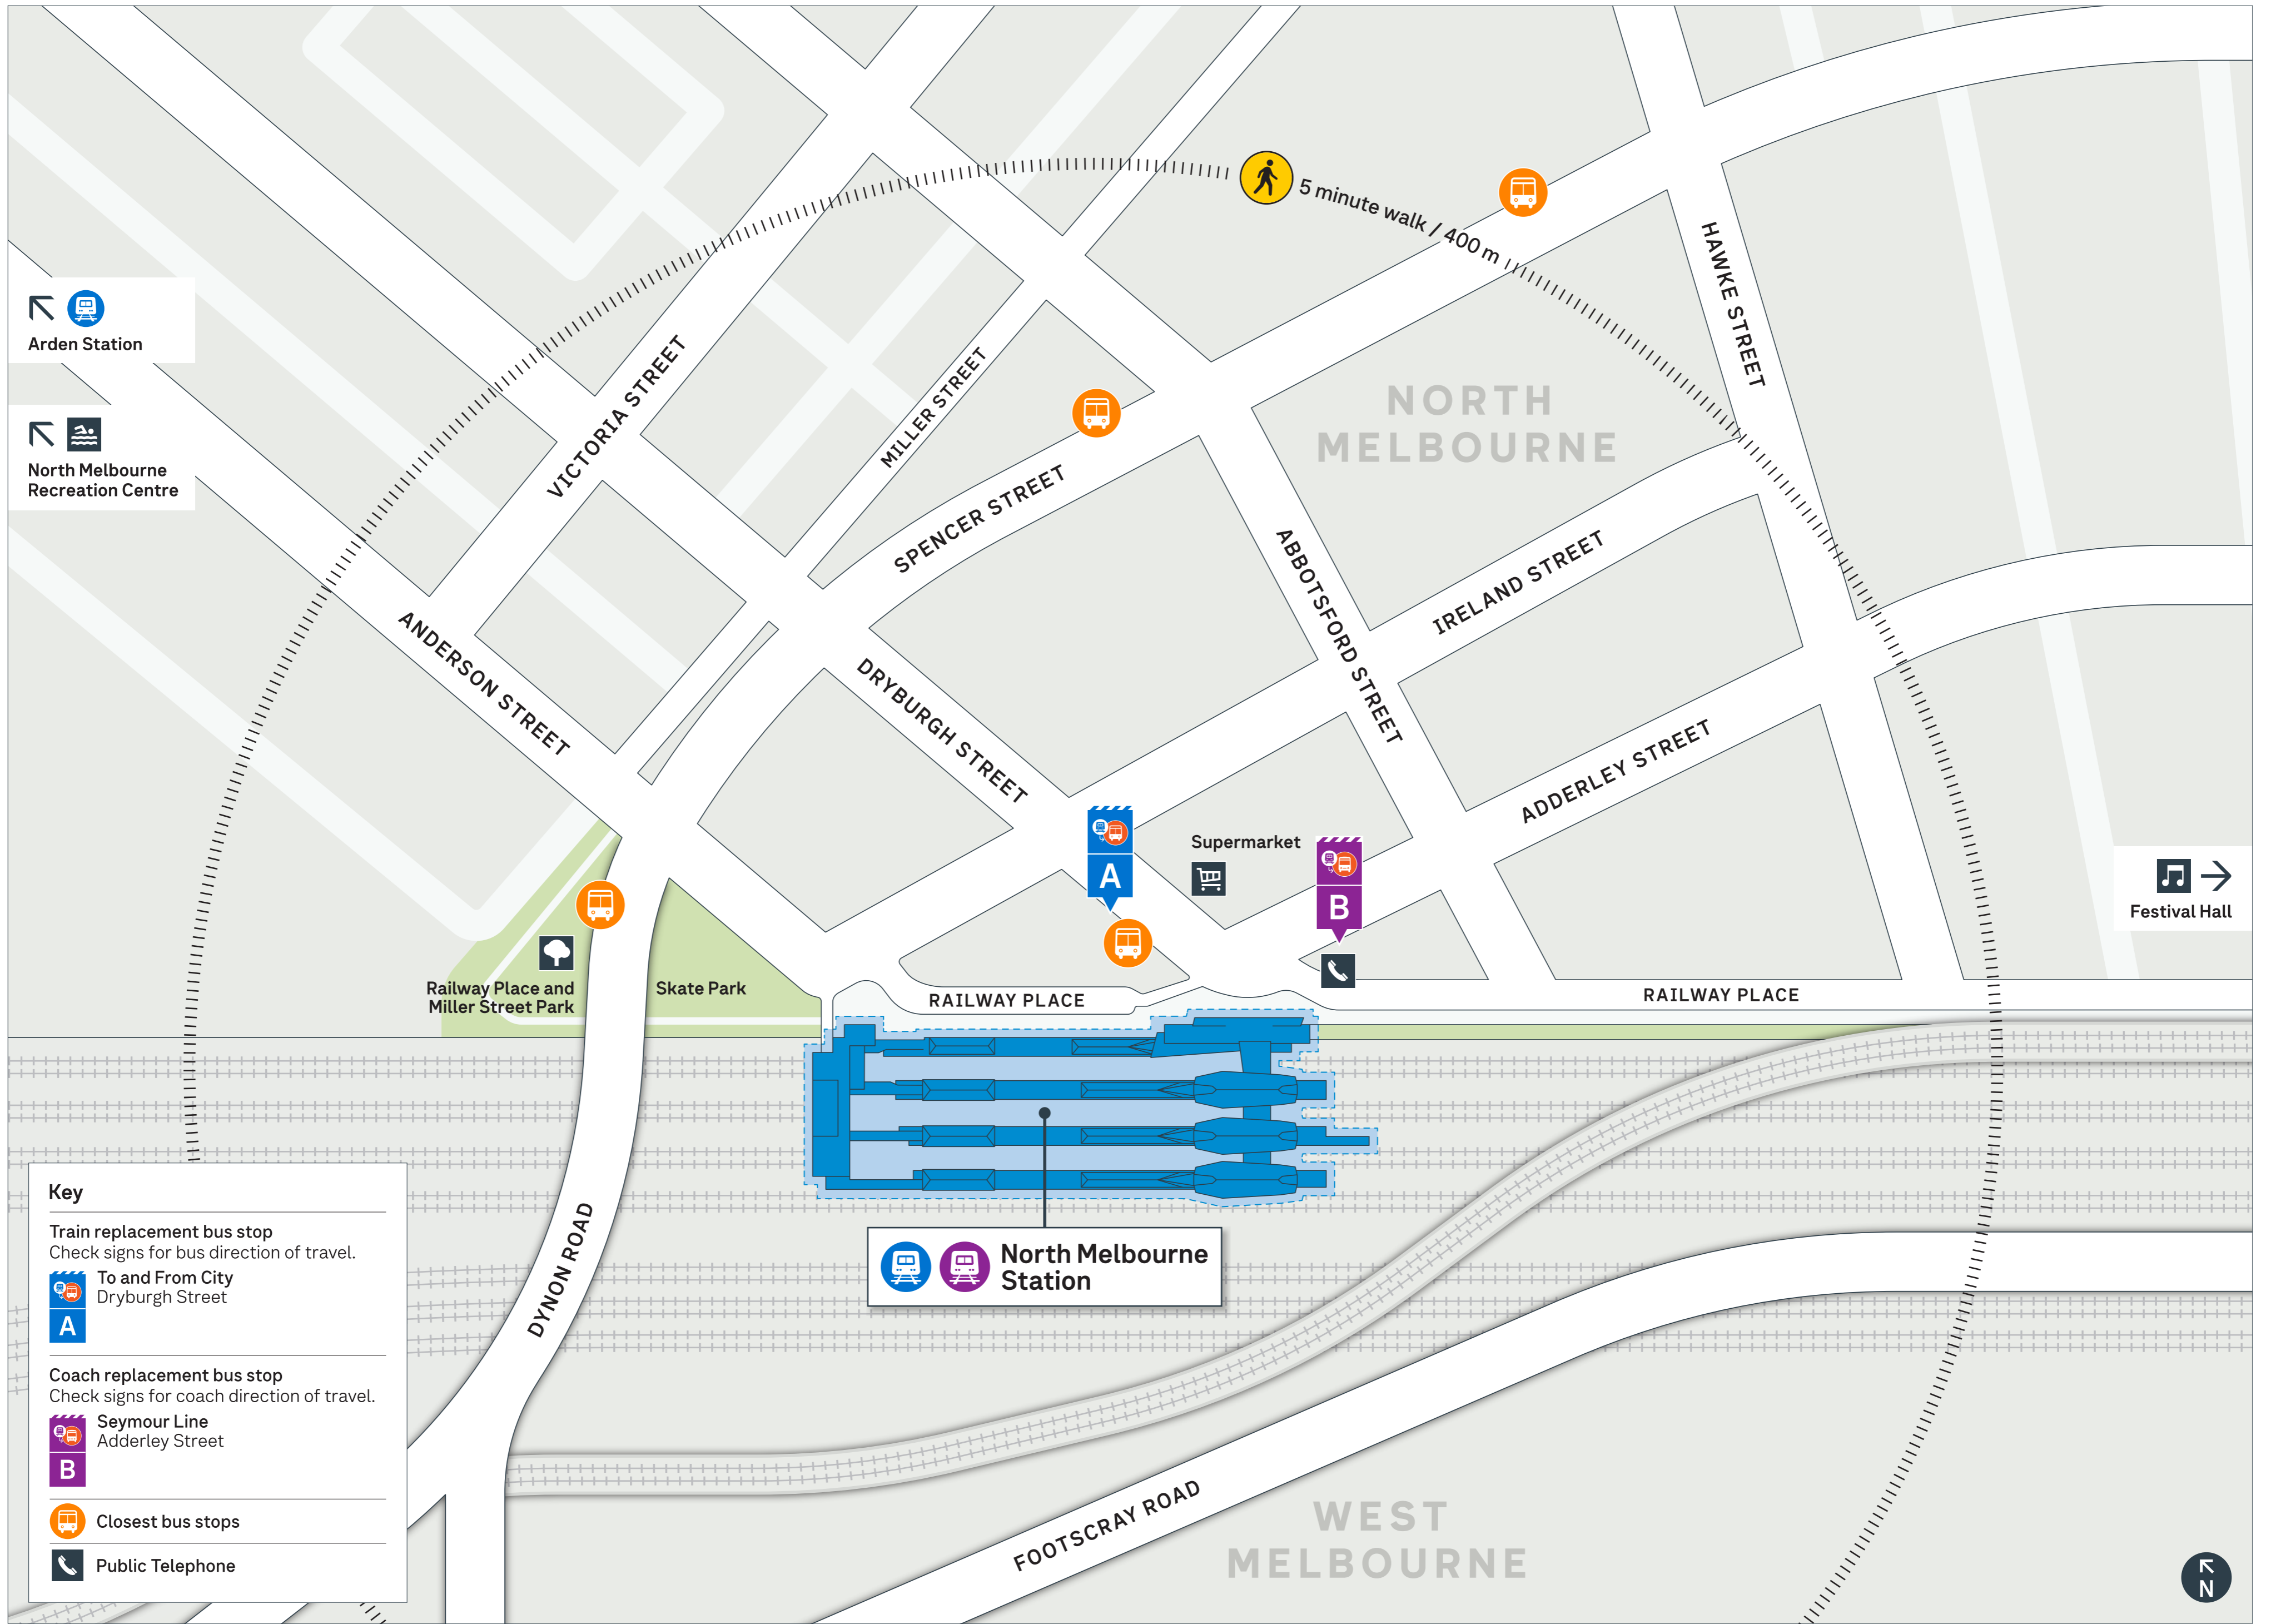 5 minute walk / 400 m
HAWKE STREET
Arden Station
North Melbourne
Recreation Centre
VICTORIA STREET
MILLER STREET
NORTH
MELBOURNE
SPENCER STREET
ABBOTSFORD STREET
IRELAND STREET
ANDERSON STREET
DRYBURGH STREET
ADDERLEY STREET
A
Supermarket
B
Festival Hall
Railway Place and
Miller Street Park
Skate Park
RAILWAY PLACE
RAILWAY PLACE
North Melbourne
Station
DYNON ROAD
FOOTSCRAY ROAD
WEST
MELBOURNE
Key
Train replacement bus stop
Check signs for bus direction of travel.
To and From City
Dryburgh Street
A
Coach replacement bus stop
Check signs for coach direction of travel.
Seymour Line
Adderley Street
B
Closest bus stops
Public Telephone
N